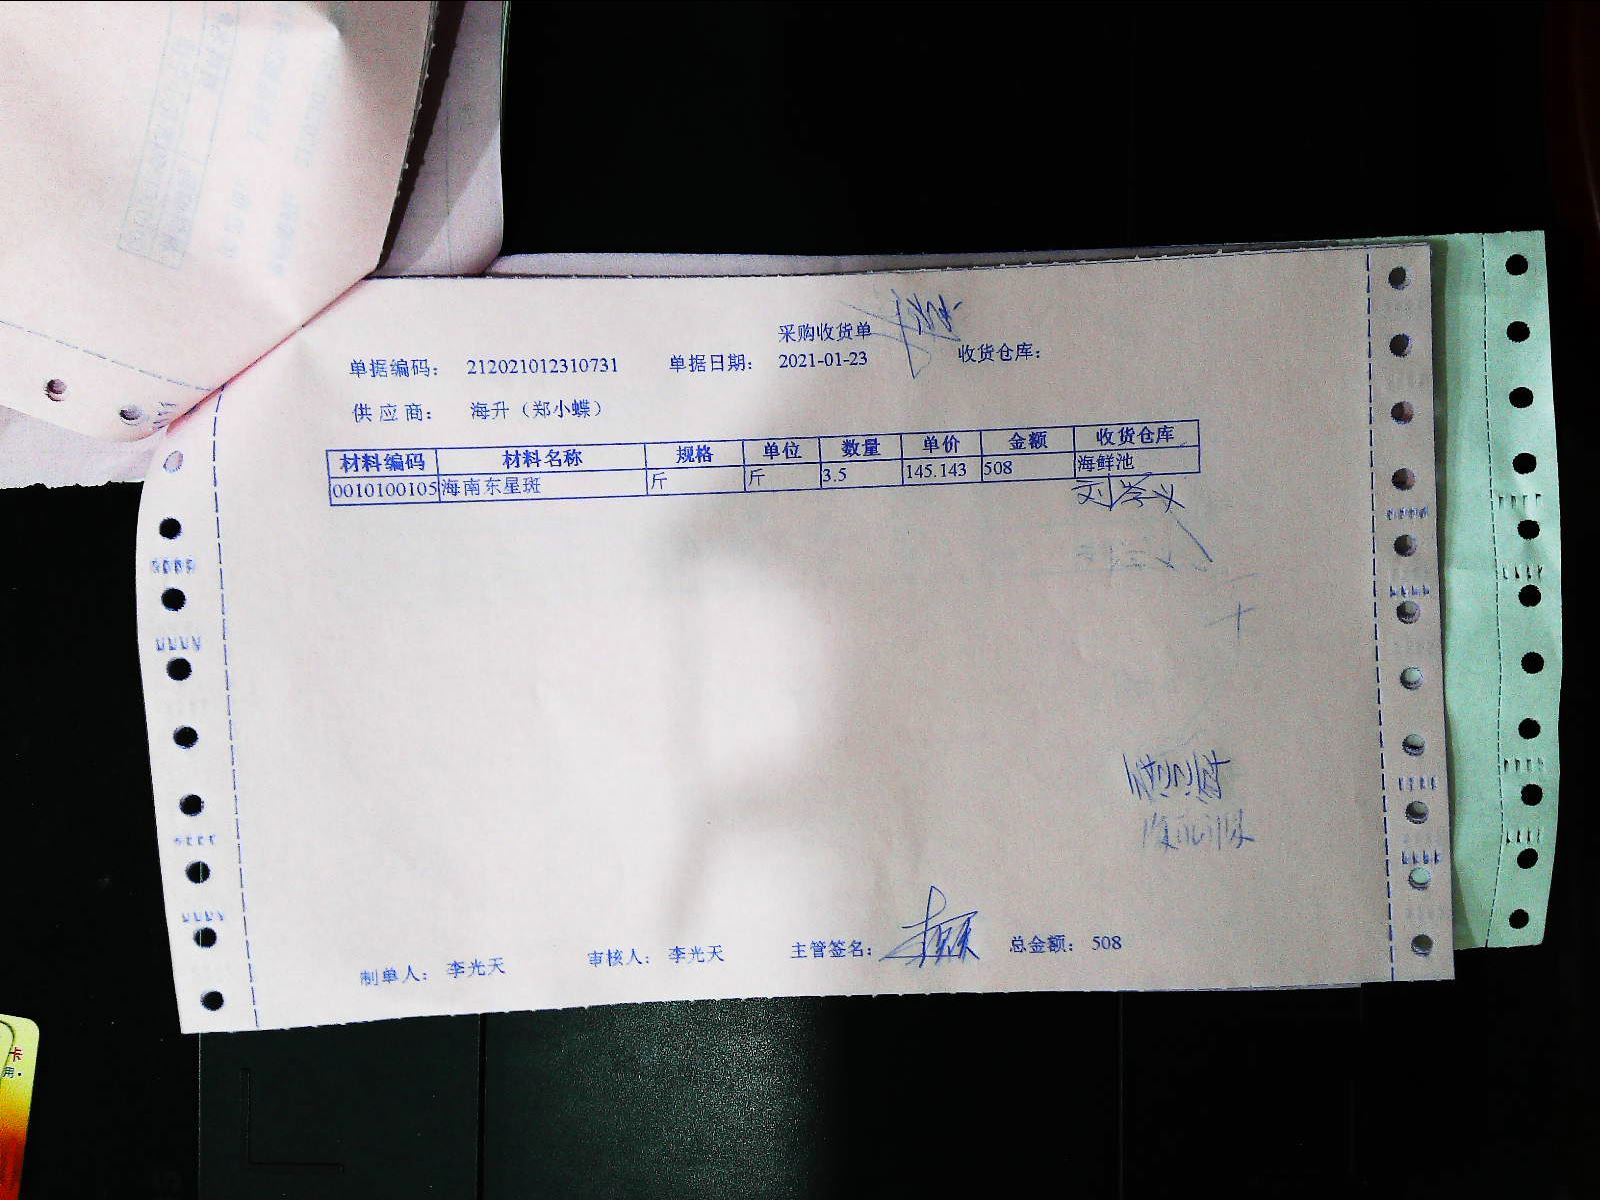 采购收货单
单据编码: 212021012310731 单据日期: 2021-01-23 收货仓库:
供应商: 海升（郑小蝶）
材料编码 材料名称 规格 单位 数量 单价 金额 收货仓库
0010100105 海南东星斑 斤 斤 3.5 145.143 508 海鲜池
制单人: 李光天 审核人: 李光天 主管签名: 总金额: 508
卡
用。